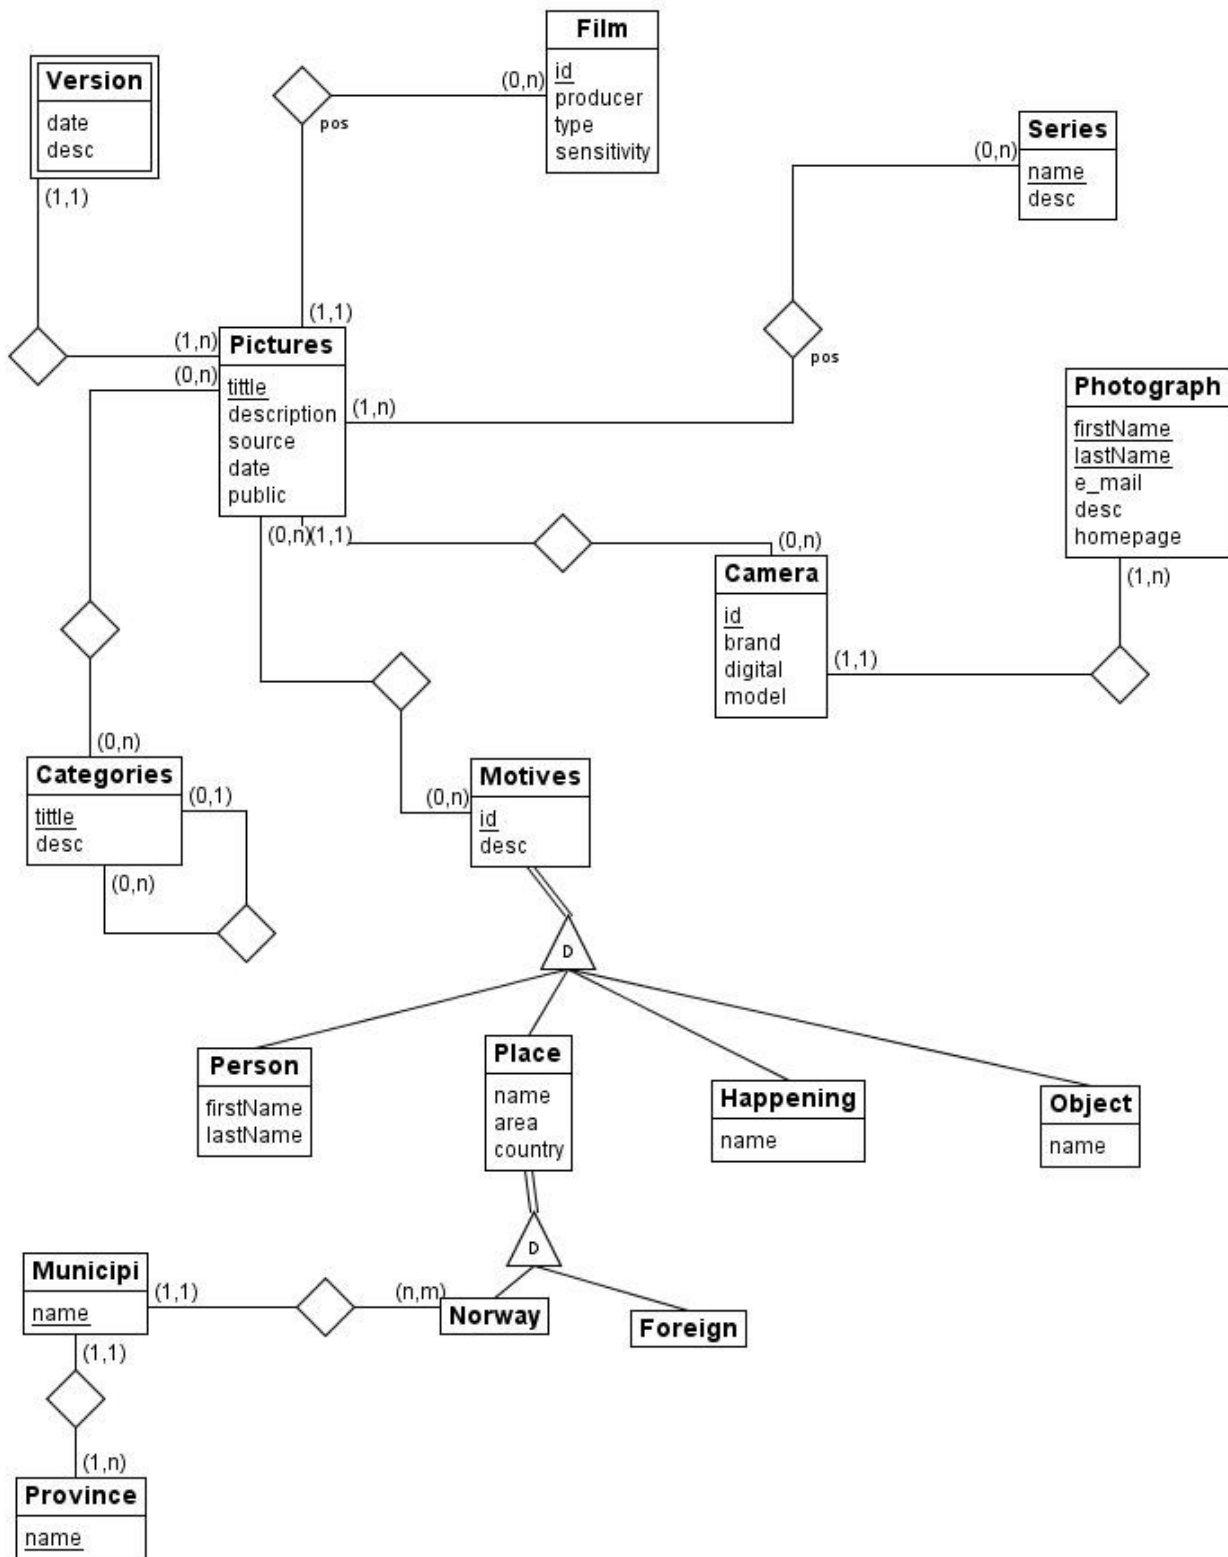 Film
id
producer
type
sensitivity
(0,n)
pos
Version
date
desc
(1,1)
Series
name
desc
(0,n)
pos
(1,1)
(1,n)
(0,n)
Pictures
tittle
description
source
date
public
(1,n)
(0,n)
(1,1)
Photograph
firstName
lastName
e_mail
desc
homepage
(1,n)
(0,n)
Camera
id
brand
digital
model
(1,1)
(0,n)
Categories
tittle
desc
(0,1)
(0,n)
(0,n)
Motives
id
desc
D
Person
firstName
lastName
Place
name
area
country
Happening
name
Object
name
D
Municipi
name
(1,1)
(n,m)
Norway
Foreign
(1,1)
(1,n)
Province
name